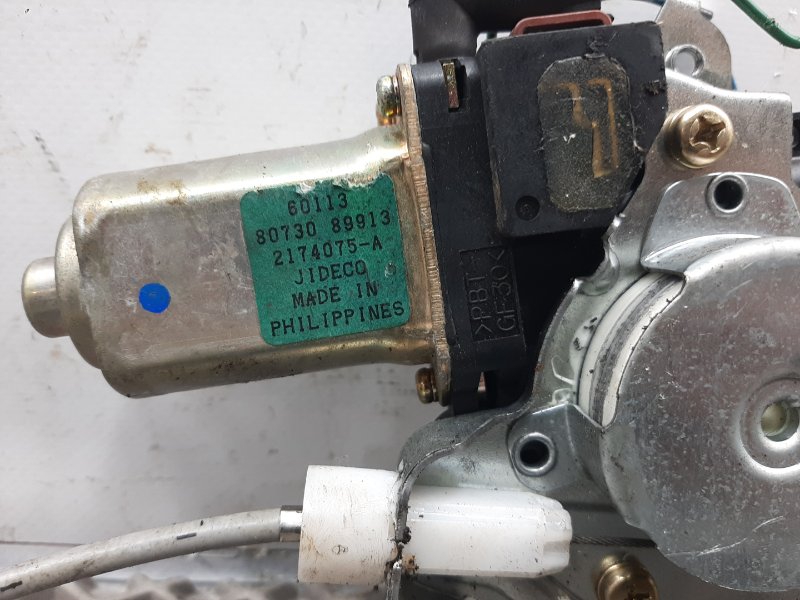 60113
80730 89913
2174075-A
JIDECO
MADE IN
PHILIPPINES
>PBT-
GF30<